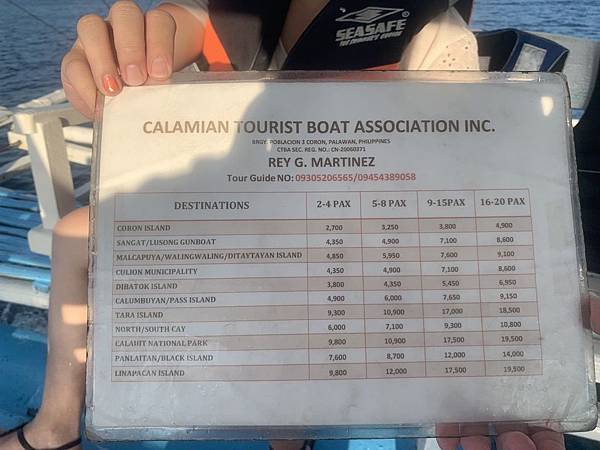 SEASAFE
CALAMIAN TOURIST BOAT ASSOCIATION INC.
BRGY. POBLACION 3 CORON, PALAWAN, PHILIPPINES
CTBA SEC. REG. NO.: CN-20060371
REY G. MARTINEZ
Tour Guide NO: 09305206565/09454389058
DESTINATIONS 2-4 PAX 5-8 PAX 9-15PAX 16-20 PAX
CORON ISLAND 2,700 3,250 3,800 4,900
SANGAT/LUSONG GUNBOAT 4,350 4,900 7,100 8,600
MALCAPUYA/WALINGWALING/DITAYTAYAN ISLAND 4,850 5,950 7,600 9,100
CULION MUNICIPALITY 4,350 4,900 7,100 8,600
DIBATOK ISLAND 3,800 4,350 5,450 6,950
CALUMBUYAN/PASS ISLAND 4,900 6,000 7,650 9,150
TARA ISLAND 9,300 10,900 17,000 18,500
NORTH/SOUTH CAY 6,000 7,100 9,300 10,800
CALAUIT NATIONAL PARK 9,800 10,900 17,500 19,500
PANLAITAN/BLACK ISLAND 7,600 8,700 12,000 14,000
LINAPACAN ISLAND 9,800 12,000 17,500 19,500